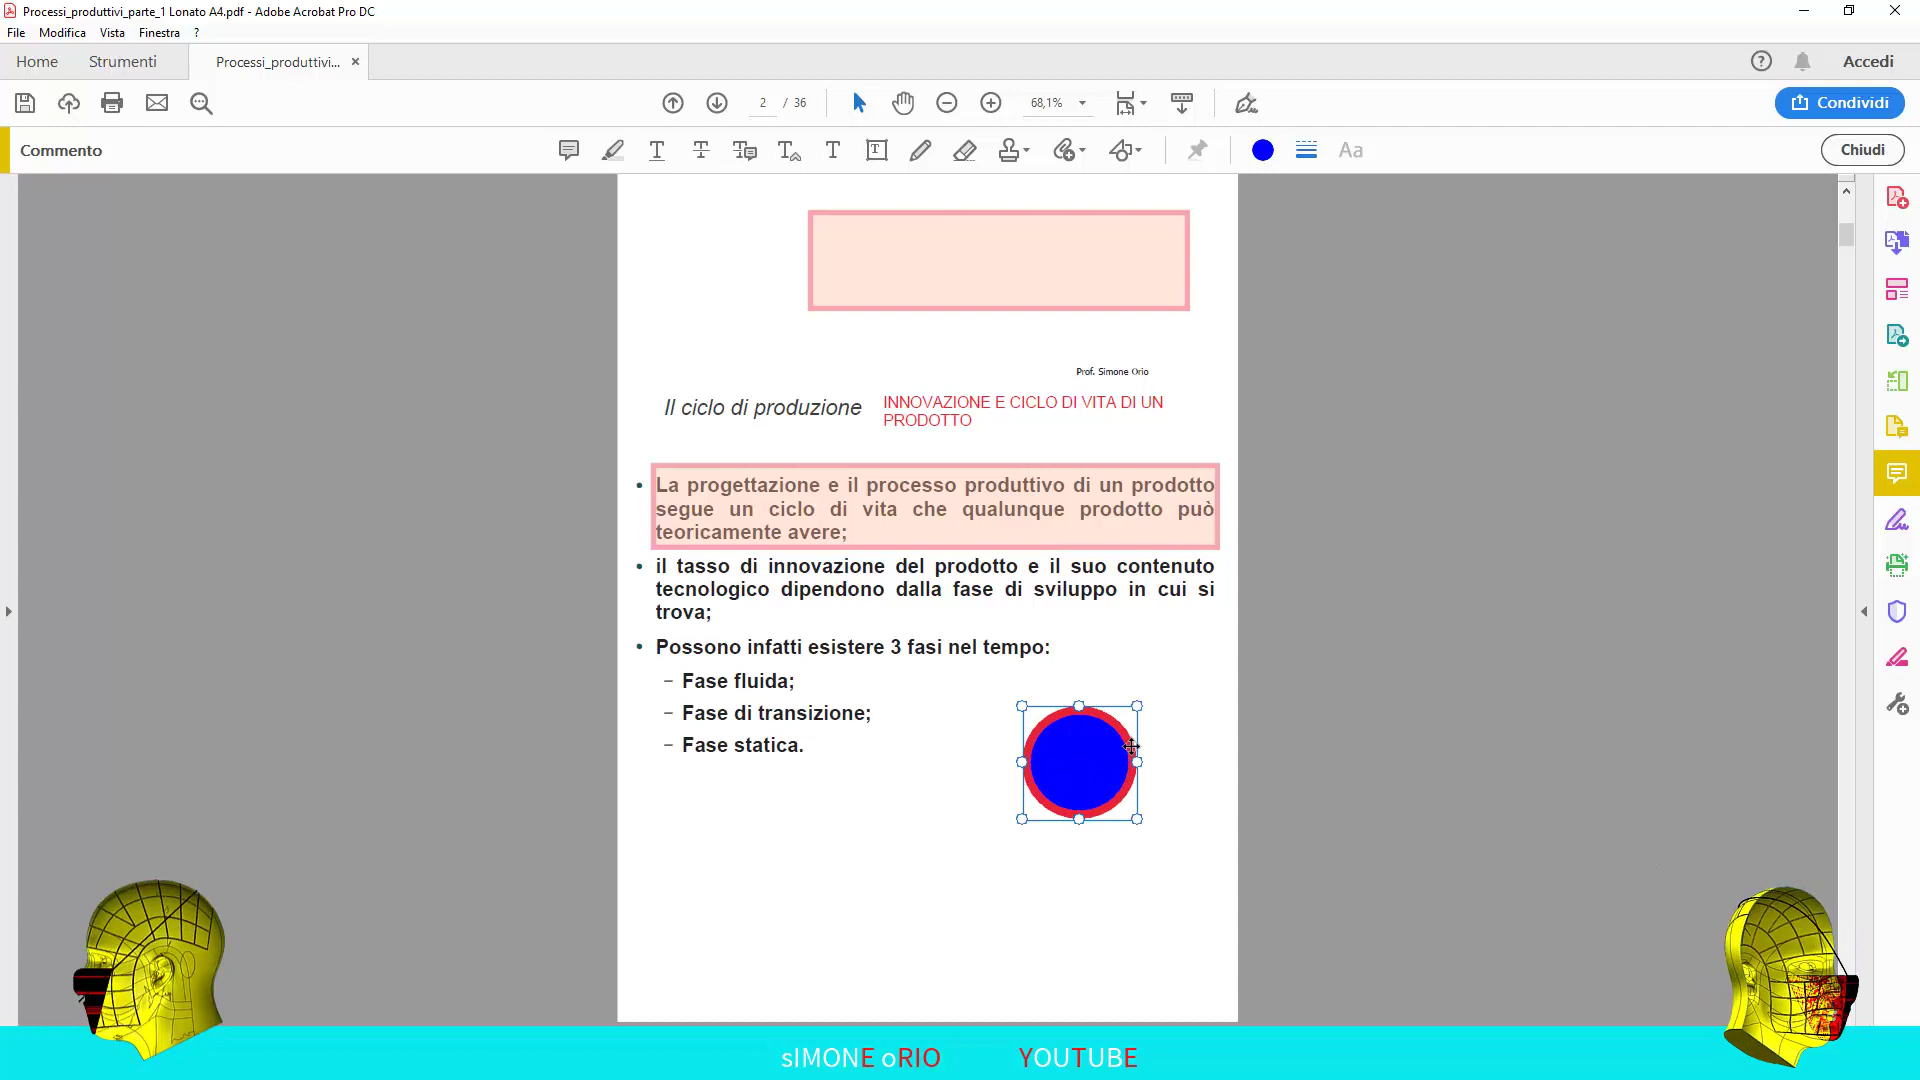 Processi_produttivi_parte_1 Lonato A4.pdf - Adobe Acrobat Pro DC
File Modifica Vista Finestra ?
Home Strumenti Processi_produttivi... × Accedi
2 / 36 68,1% Condividi
Commento Aa Chiudi
Prof. Simone Orio
Il ciclo di produzione
INNOVAZIONE E CICLO DI VITA DI UN
PRODOTTO
• La progettazione e il processo produttivo di un prodotto
segue un ciclo di vita che qualunque prodotto può
teoricamente avere;
• il tasso di innovazione del prodotto e il suo contenuto
tecnologico dipendono dalla fase di sviluppo in cui si
trova;
• Possono infatti esistere 3 fasi nel tempo:
– Fase fluida;
– Fase di transizione;
– Fase statica.
sIMONE oRIO YOUTUBE